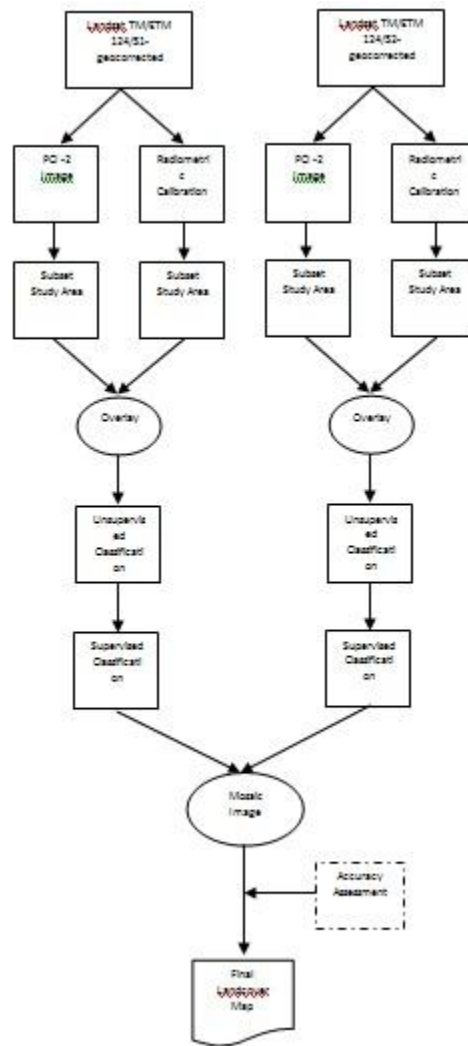 Landsat TM/ETM
124/51-
geocorrected
Landsat TM/ETM
124/52-
geocorrected
PCI -2
Image
Radiometri
c
Calibration
PCI -2
Image
Radiometri
c
Calibration
Subset
Study Area
Subset
Study Area
Subset
Study Area
Subset
Study Area
Overlay
Overlay
Unsupervis
ed
Classificati
on
Unsupervis
ed
Classificati
on
Supervised
Classificati
on
Supervised
Classificati
on
Mosaic
Image
Accuracy
Assessment
Final
Landcover
Map